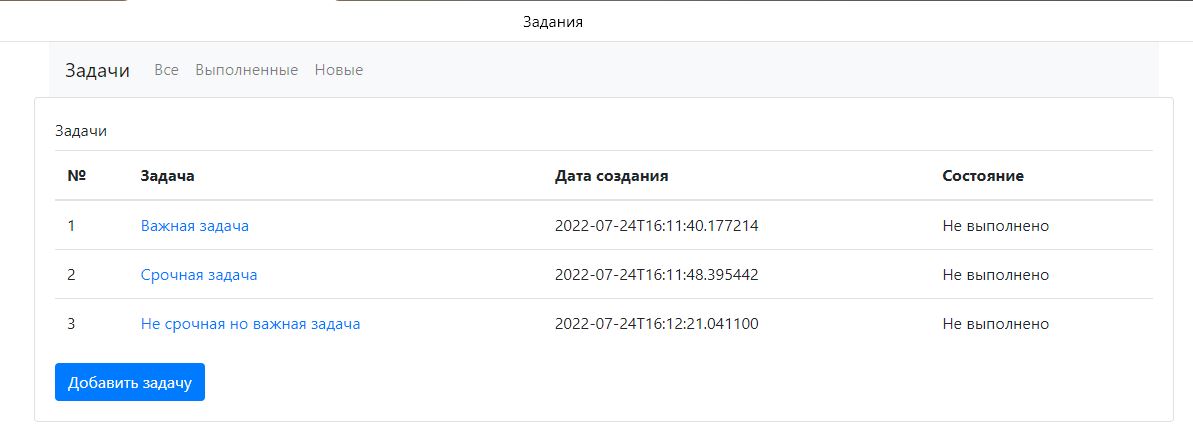 Задания
Задачи Все Выполненные Новые
Задачи
№ Задача Дата создания Состояние
1 Важная задача 2022-07-24T16:11:40.177214 Не выполнено
2 Срочная задача 2022-07-24T16:11:48.395442 Не выполнено
3 Не срочная но важная задача 2022-07-24T16:12:21.041100 Не выполнено
Добавить задачу